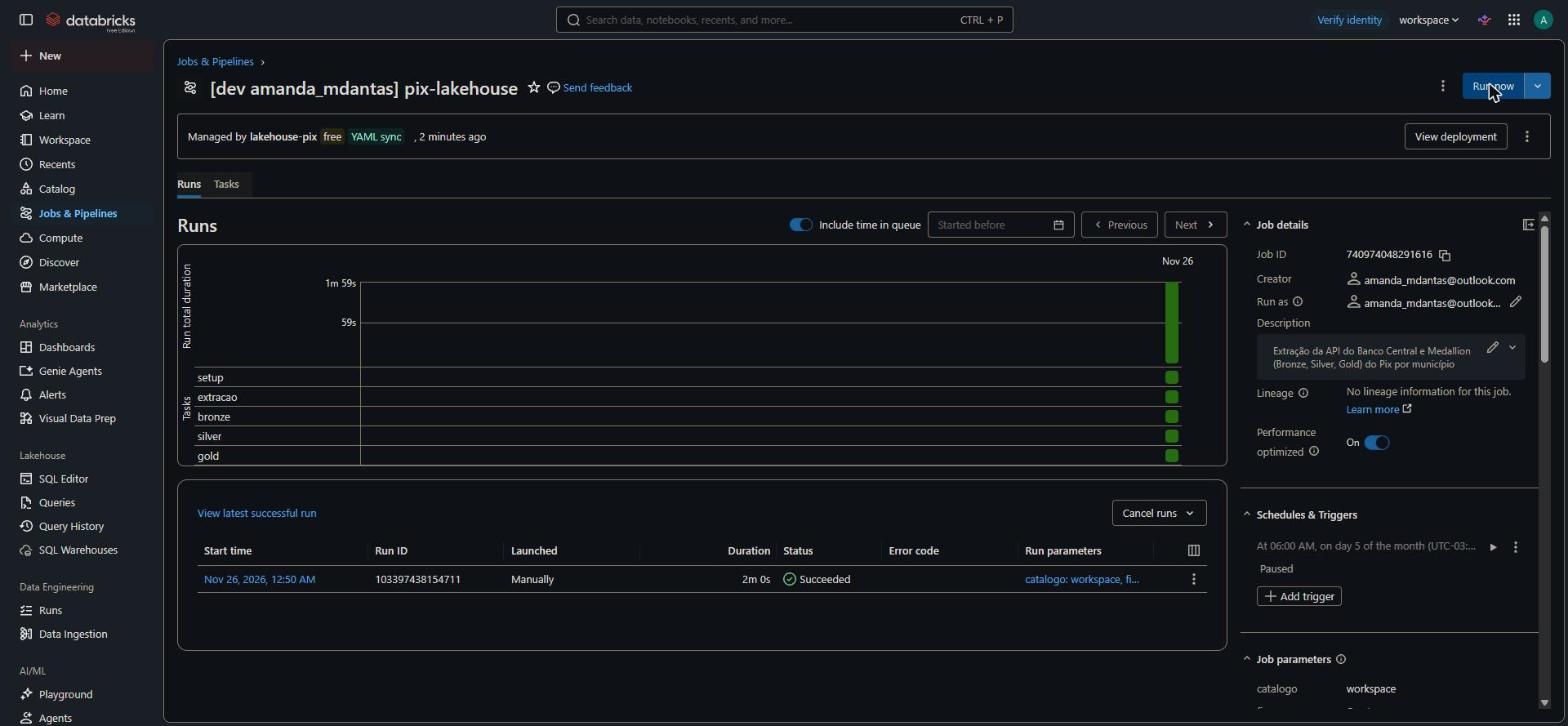 databricks
Free Edition
Search data, notebooks, recents, and more...
CTRL + P
Verify identity
workspace
A
New
Home
Learn
Workspace
Recents
Catalog
Jobs & Pipelines
Compute
Discover
Marketplace
Analytics
Dashboards
Genie Agents
Alerts
Visual Data Prep
Lakehouse
SQL Editor
Queries
Query History
SQL Warehouses
Data Engineering
Runs
Data Ingestion
AI/ML
Playground
Agents
Jobs & Pipelines
[dev amanda_mdantas] pix-lakehouse
Send feedback
Run now
Managed by lakehouse-pix free YAML sync , 2 minutes ago
View deployment
Runs Tasks
Runs
Include time in queue
Started before
Previous
Next
Nov 26
Run total duration
1m 59s
59s
Tasks
setup
extracao
bronze
silver
gold
View latest successful run
Cancel runs
Start time Run ID Launched Duration Status Error code Run parameters
Nov 26, 2026, 12:50 AM 103397438154711 Manually 2m 0s Succeeded catalogo: workspace, fi...
Job details
Job ID 740974048291616
Creator amanda_mdantas@outlook.com
Run as amanda_mdantas@outlook...
Description
Extração da API do Banco Central e Medallion
(Bronze, Silver, Gold) do Pix por município
Lineage No lineage information for this job.
Learn more
Performance
optimized On
Schedules & Triggers
At 06:00 AM, on day 5 of the month (UTC-03:...
Paused
Add trigger
Job parameters
catalogo workspace